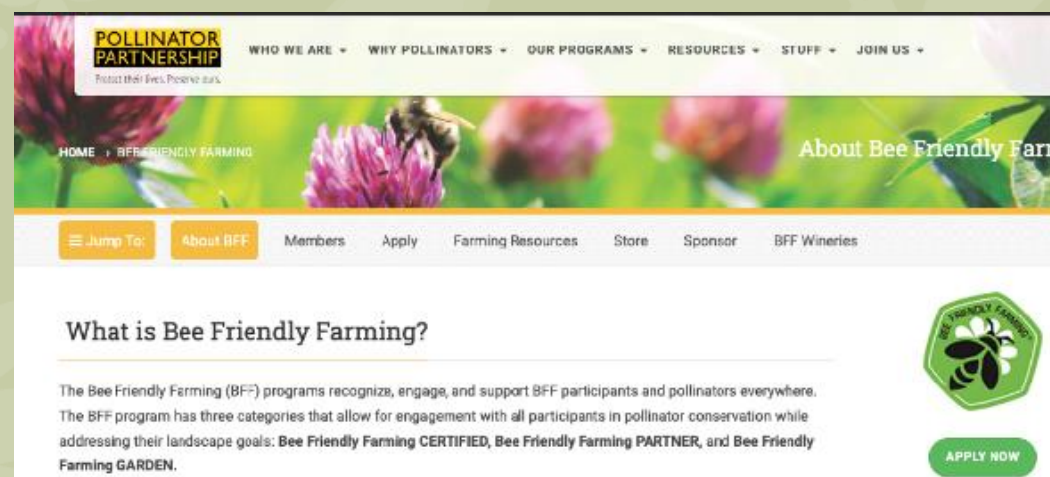 POLLINATOR
PARTNERSHIP
Protect their lives. Preserve ours.
WHO WE ARE WHY POLLINATORS OUR PROGRAMS RESOURCES STUFF JOIN US
HOME › BEE FRIENDLY FARMING
About Bee Friendly Farm
Jump To: About BFF Members Apply Farming Resources Store Sponsor BFF Wineries
What is Bee Friendly Farming?
BEE FRIENDLY FARMING
The Bee Friendly Farming (BFF) programs recognize, engage, and support BFF participants and pollinators everywhere.
The BFF program has three categories that allow for engagement with all participants in pollinator conservation while
addressing their landscape goals: Bee Friendly Farming CERTIFIED, Bee Friendly Farming PARTNER, and Bee Friendly
Farming GARDEN.
APPLY NOW